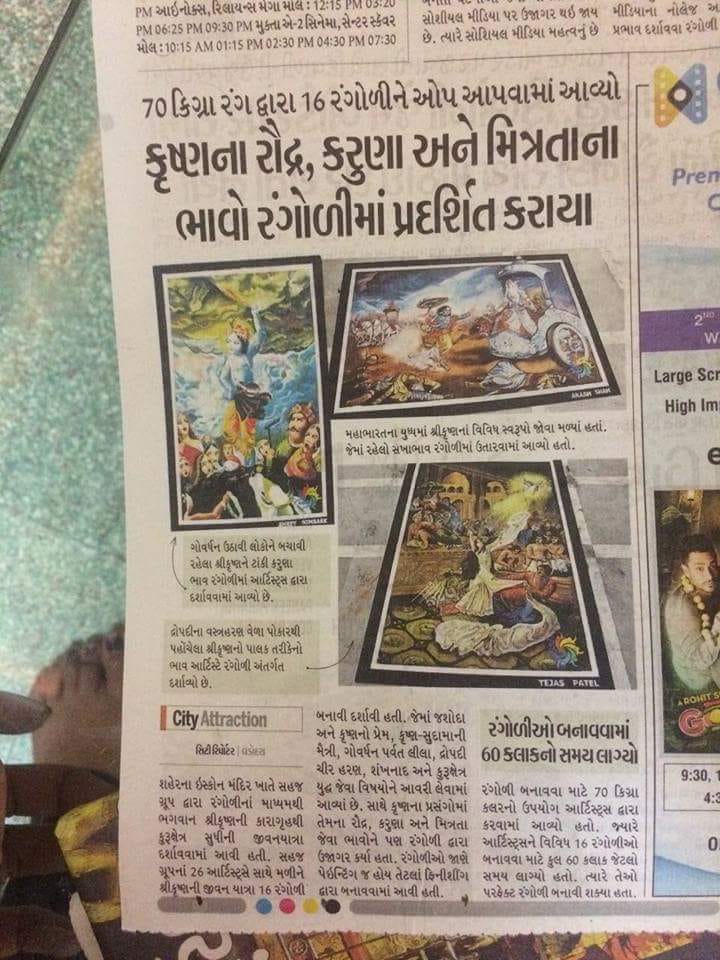 PM આઇનોક્સ, રિલાયન્સ મેગા મોલ : 12:15 PM 03:20
PM 06:25 PM 09:30 PM મુક્તા એ-2 સિનેમા, સેન્ટર સ્ક્વેર
મોલ : 10:15 AM 01:15 PM 02:30 PM 04:30 PM 07:30
સોશિયલ મીડિયા પર ઉજાગર થઇ જાય
છે. ત્યારે સોશિયલ મીડિયા મહત્વનું છે
મીડિયાના નોલેજ અ
પ્રભાવ દર્શાવવા રંગોળી
70 કિગ્રા રંગ દ્વારા 16 રંગોળીને ઓપ આપવામાં આવ્યો
કૃષ્ણના રૌદ્ર, કરુણા અને મિત્રતાના
ભાવો રંગોળીમાં પ્રદર્શિત કરાયા
AKASH SHAH
મહાભારતના યુધ્ધમાં શ્રીકૃષ્ણનાં વિવિધ સ્વરૂપો જોવા મળ્યાં હતાં.
જેમાં રહેલો સખાભાવ રંગોળીમાં ઉતારવામાં આવ્યો હતો.
NIMBARK
ગોવર્ધન ઉઠાવી લોકોને બચાવી
રહેલા શ્રીકૃષ્ણને ટાંકી કરુણા
ભાવ રંગોળીમાં આર્ટિસ્ટ્સ દ્વારા
દર્શાવવામાં આવ્યો છે.
દ્રોપદીના વસ્ત્રહરણ વેળા પોકારથી
પહોંચેલા શ્રીકૃષ્ણનો પાલક તરીકેનો
ભાવ આર્ટિસ્ટે રંગોળી અંતર્ગત
દર્શાવ્યો છે.
TEJAS PATEL
City Attraction
સિટી રિપોર્ટર | વડોદરા
શહેરના ઇસ્કોન મંદિર ખાતે સહજ
ગ્રૂપ દ્વારા રંગોળીનાં માધ્યમથી
ભગવાન શ્રીકૃષ્ણની કારાગૃહથી
કુરુક્ષેત્ર સુધીની જીવનયાત્રા
દર્શાવવામાં આવી હતી. સહજ
ગ્રૂપનાં 26 આર્ટિસ્ટે સાથે મળીને
શ્રીકૃષ્ણની જીવન યાત્રા 16 રંગોળી
બનાવી દર્શાવી હતી. જેમાં જશોદા
અને કૃષ્ણનો પ્રેમ, કૃષ્ણ-સુદામાની
મૈત્રી, ગોવર્ધન પર્વત લીલા, દ્રોપદી
ચીર હરણ, શંખનાદ અને કુરૂક્ષેત્ર
યુદ્ધ જેવા વિષયોને આવરી લેવામાં
આવ્યાં છે. સાથે કૃષ્ણના પ્રસંગોમાં
તેમના રૌદ્ર, કરુણા અને મિત્રતા
જેવા ભાવોને પણ રંગોળી દ્વારા
ઉજાગર કર્યા હતા. રંગોળીઓ જાણે
પેઇન્ટિંગ જ હોય તેટલાં ફિનીશીંગ
દ્વારા બનાવવામાં આવી હતી.
રંગોળીઓ બનાવવામાં
60 કલાકનો સમય લાગ્યો
રંગોળી બનાવવા માટે 70 કિગ્રા
કલરનો ઉપયોગ આર્ટિસ્ટ્સ દ્વારા
કરવામાં આવ્યો હતો. જ્યારે
આર્ટિસ્ટ્સને વિવિધ 16 રંગોળીઓ
બનાવવા માટે કુલ 60 કલાક જેટલો
સમય લાગ્યો હતો. ત્યારે તેઓ
પરફેક્ટ રંગોળી બનાવી શક્યા હતા.
Prem
C
2ND
W
Large Scr
High Im
e
ROHIT S
GO
9:30, 1
4:3